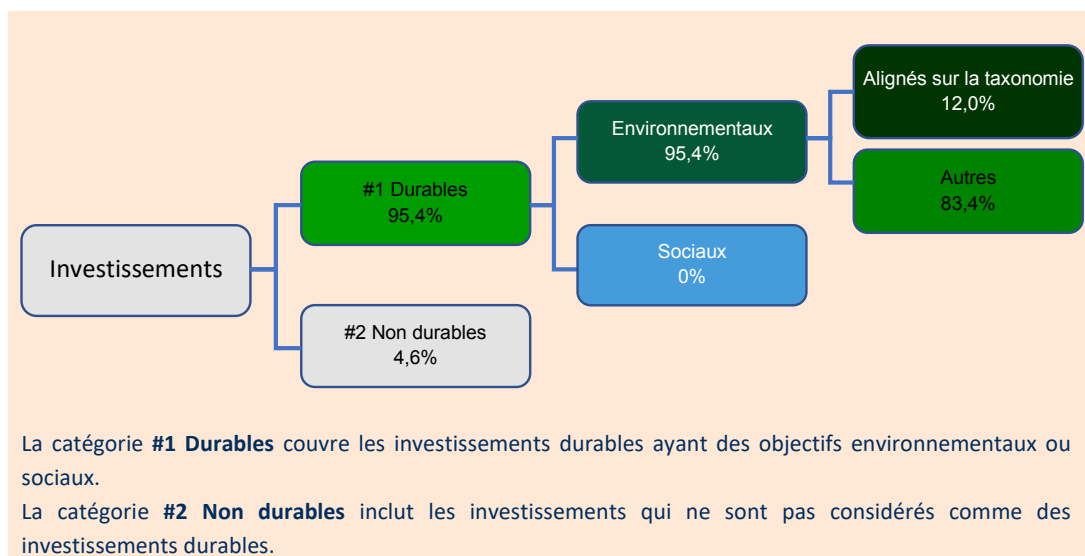 Investissements
#1 Durables
95,4%
#2 Non durables
4,6%
Environnementaux
95,4%
Sociaux
0%
Alignés sur la taxonomie
12,0%
Autres
83,4%
La catégorie #1 Durables couvre les investissements durables ayant des objectifs environnementaux ou
sociaux.
La catégorie #2 Non durables inclut les investissements qui ne sont pas considérés comme des
investissements durables.